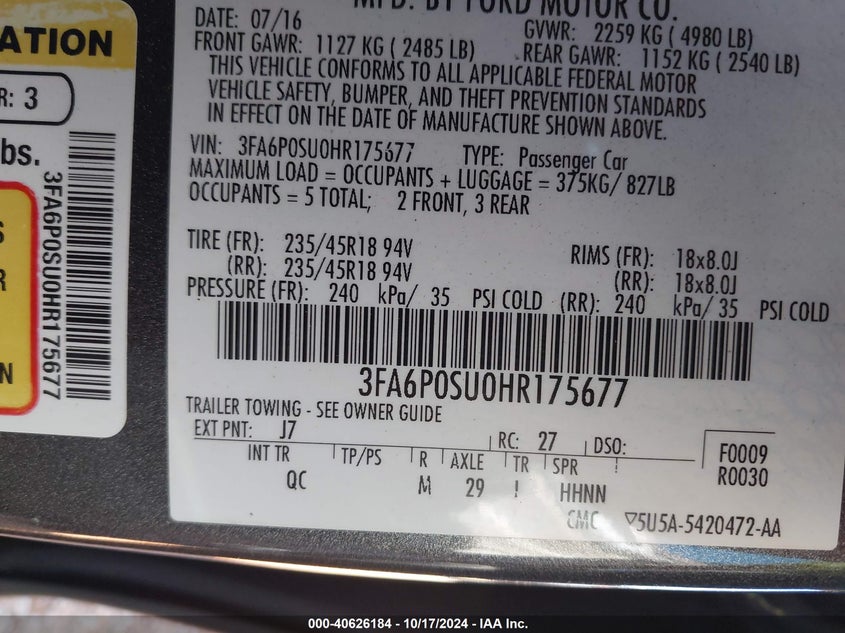 MFD. BY FORD MOTOR CO.
DATE: 07/16 GVWR: 2259 KG ( 4980 LB)
FRONT GAWR: 1127 KG ( 2485 LB) REAR GAWR: 1152 KG ( 2540 LB)
THIS VEHICLE CONFORMS TO ALL APPLICABLE FEDERAL MOTOR
VEHICLE SAFETY, BUMPER, AND THEFT PREVENTION STANDARDS
IN EFFECT ON THE DATE OF MANUFACTURE SHOWN ABOVE.
VIN: 3FA6P0SU0HR175677 TYPE: Passenger Car
MAXIMUM LOAD = OCCUPANTS + LUGGAGE = 375KG/ 827LB
OCCUPANTS = 5 TOTAL; 2 FRONT, 3 REAR
TIRE (FR): 235/45R18 94V RIMS (FR): 18x8.0J
(RR): 235/45R18 94V (RR): 18x8.0J
PRESSURE (FR): 240 kPa/ 35 PSI COLD (RR): 240 kPa/ 35 PSI COLD
3FA6P0SU0HR175677
TRAILER TOWING - SEE OWNER GUIDE
EXT PNT: J7 RC: 27 DSO: F0009
INT TR TP/PS R AXLE TR SPR ! R0030
QC M 29 ! HHNN
CMC ▽5U5A-5420472-AA
ATION
R: 3
bs.
S
R
N
3FA6P0SU0HR175677
000-40626184 - 10/17/2024 - IAA Inc.